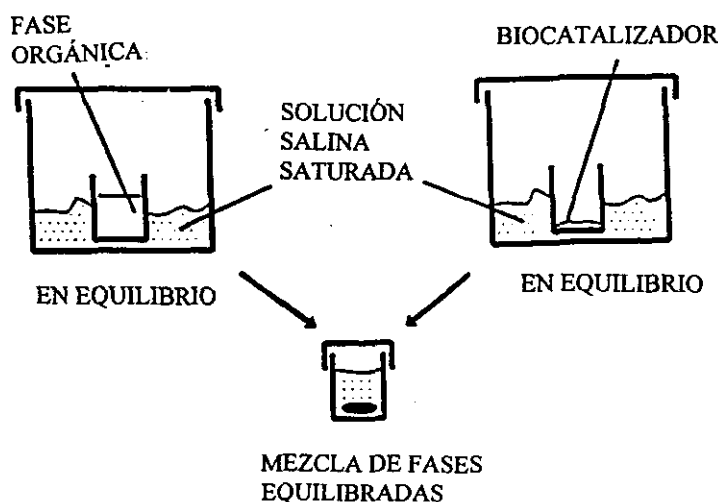 FASE
ORGÁNICA
BIOCATALIZADOR
SOLUCIÓN
SALINA
SATURADA
EN EQUILIBRIO
EN EQUILIBRIO
MEZCLA DE FASES
EQUILIBRADAS